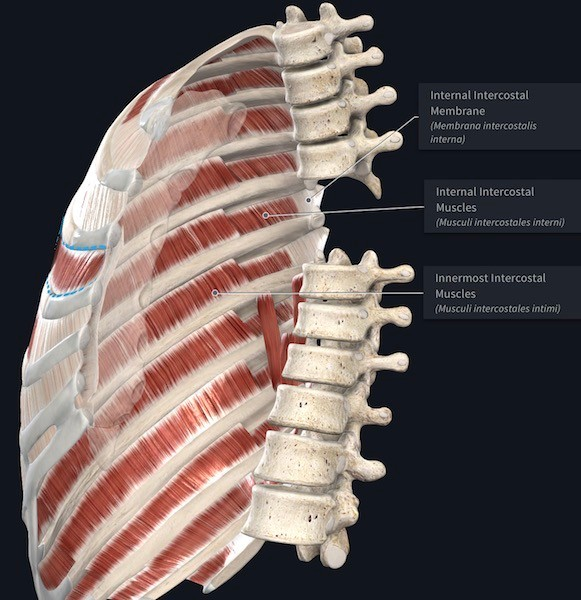 Internal Intercostal
Membrane
(Membrana intercostalis
interna)
Internal Intercostal
Muscles
(Musculi intercostales interni)
Innermost Intercostal
Muscles
(Musculi intercostales intimi)